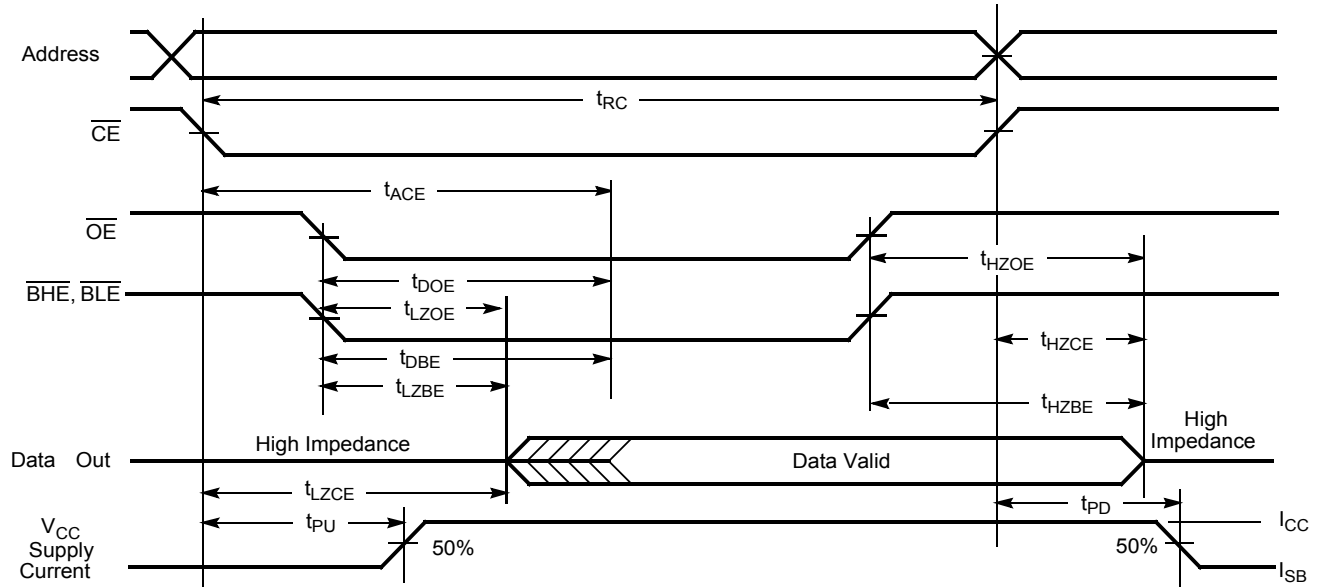 Address
tRC
CE
tACE
OE
tHZOE
tDOE
BHE, BLE
tLZOE
tHZCE
tDBE
tLZBE
tHZBE
High Impedance
High
Impedance
Data Out
Data Valid
tLZCE
tPD
tPU
VCC
Supply
Current
50%
50%
ICC
ISB